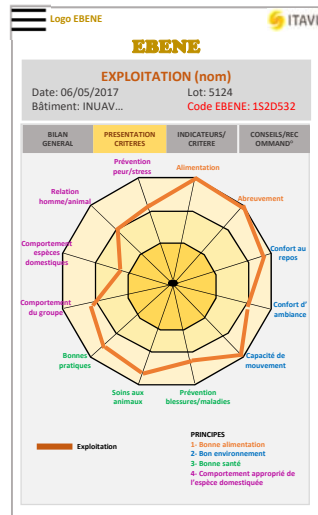 Logo EBENE
ITAVI
EBENE
EXPLOITATION (nom)
Date: 06/05/2017
Lot: 5124
Bâtiment: INUAV...
Code EBENE: 1S2D532
BILAN
GENERAL
PRESENTATION
CRITERES
INDICATEURS/
CRITERE
CONSEILS/REC
OMMAND°
Prévention
peur/stress
Alimentation
Relation
homme/animal
Abreuvement
Comportement
espèces
domestiques
Confort au
repos
Comportement
du groupe
Confort d'
ambiance
Bonnes
pratiques
Capacité de
mouvement
Soins aux
animaux
Prévention
blessures/maladies
Exploitation
PRINCIPES
1- Bonne alimentation
2- Bon environnement
3- Bonne santé
4- Comportement approprié de
l'espèce domestiquée